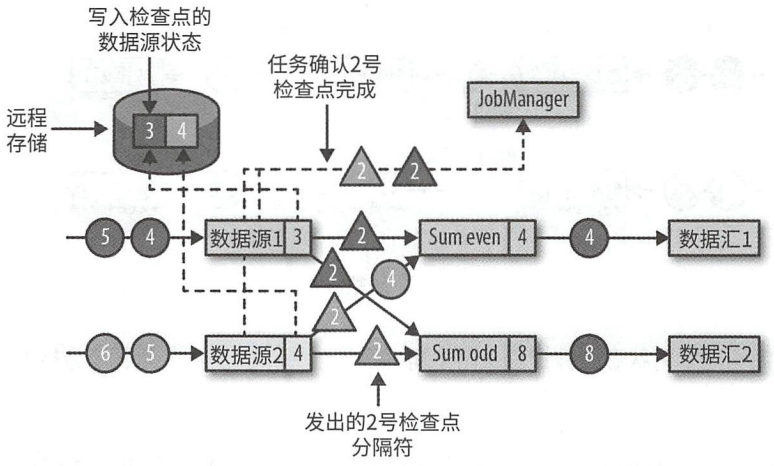 写入检查点的
数据源状态
任务确认2号
检查点完成
JobManager
远程
存储
3 4
2 2
5 4 数据源1 3 2 Sum even 4 4 数据汇1
2 4
2
6 5 数据源2 4 2 Sum odd 8 8 数据汇2
发出的2号检查点
分隔符